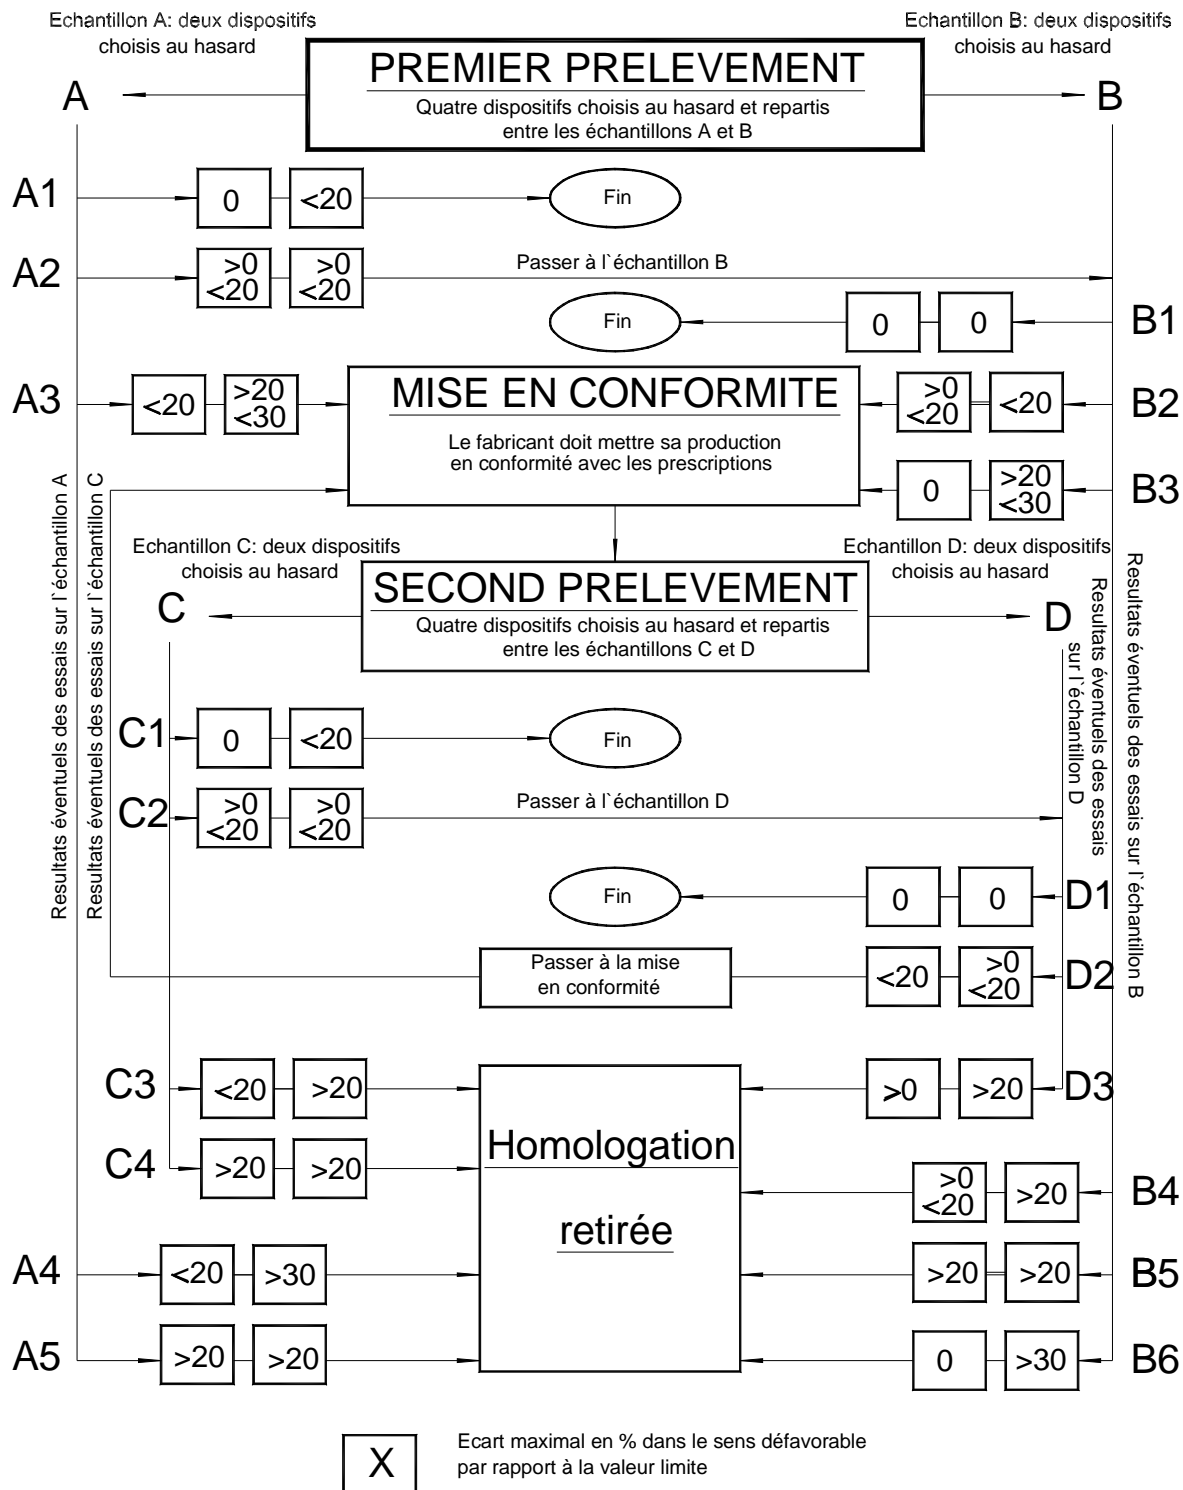 Echantillon A: deux dispositifs
choisis au hasard
Echantillon B: deux dispositifs
choisis au hasard
PREMIER PRELEVEMENT
Quatre dispositifs choisis au hasard et repartis
entre les échantillons A et B
A
B
A1
0
<20
Fin
A2
>0
<20
>0
<20
Passer à l`échantillon B
Fin
0
0
B1
A3
<20
>20
<30
MISE EN CONFORMITE
Le fabricant doit mettre sa production
en conformité avec les prescriptions
>0
<20
<20
B2
0
>20
<30
B3
Echantillon C: deux dispositifs
choisis au hasard
Echantillon D: deux dispositifs
choisis au hasard
SECOND PRELEVEMENT
Quatre dispositifs choisis au hasard et repartis
entre les échantillons C et D
C
D
Resultats éventuels des essais sur l`échantillon A
Resultats éventuels des essais sur l`échantillon C
Resultats éventuels des essais
sur l`échantillon D
Resultats éventuels des essais sur l`échantillon B
C1
0
<20
Fin
C2
>0
<20
>0
<20
Passer à l`échantillon D
Fin
0
0
D1
Passer à la mise
en conformité
<20
>0
<20
D2
C3
<20
>20
>0
>20
D3
Homologation
retirée
C4
>20
>20
>0
<20
>20
B4
A4
<20
>30
>20
>20
B5
A5
>20
>20
0
>30
B6
X
Ecart maximal en % dans le sens défavorable
par rapport à la valeur limite